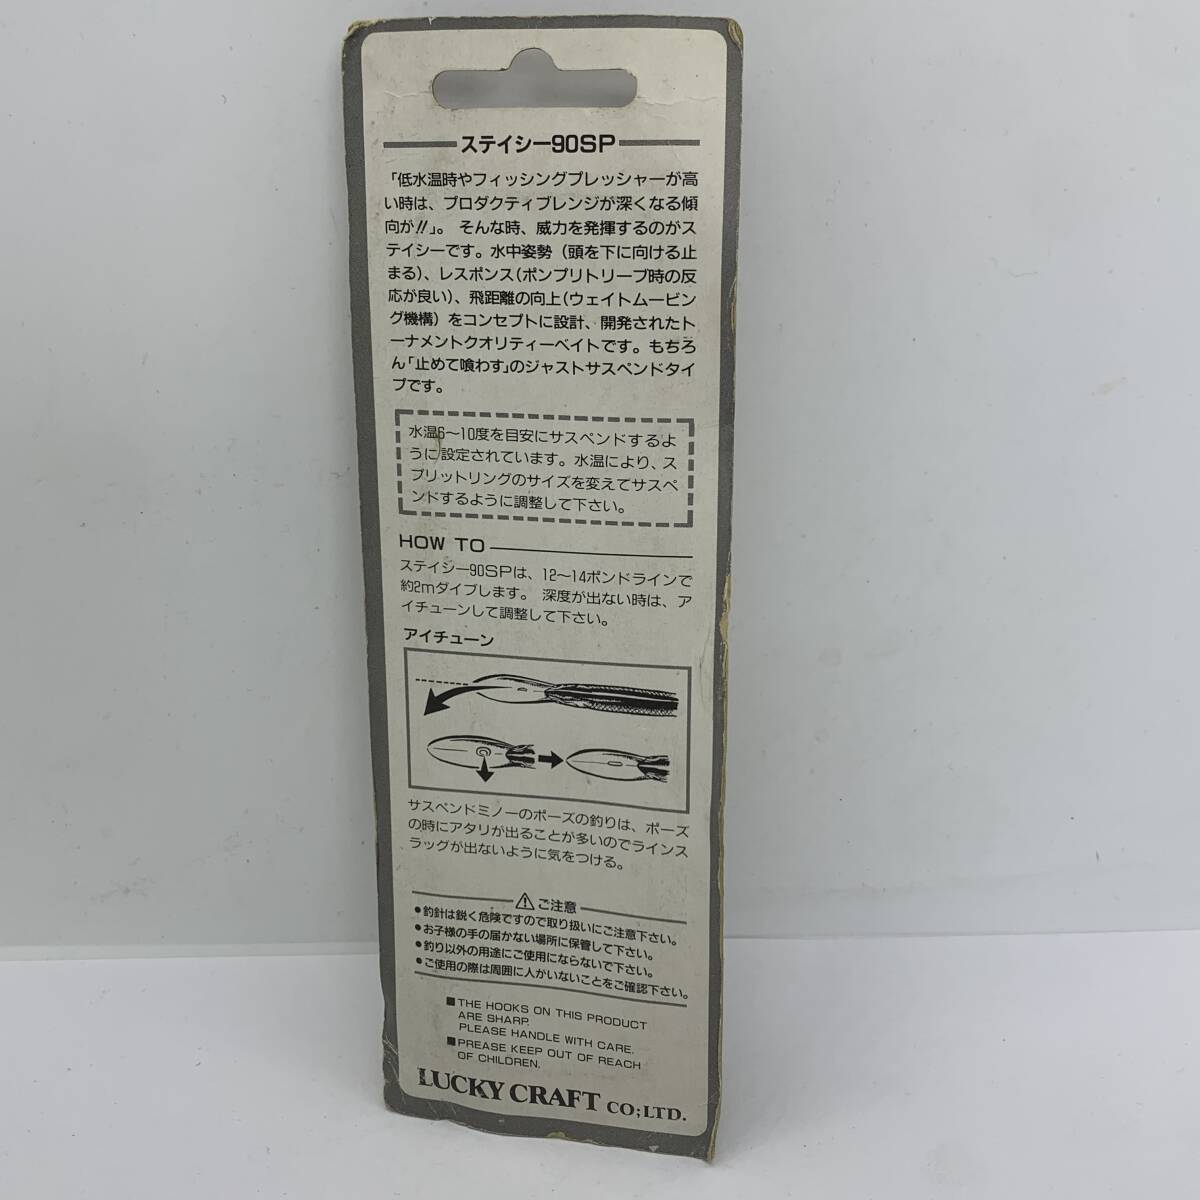 ステイシー90SP
「低水温時やフィッシングプレッシャーが高
い時は、プロダクティブレンジが深くなる傾
向が!!」。 そんな時、威力を発揮するのがス
テイシーです。水中姿勢（頭を下に向ける止
まる）、レスポンス（ポンプリトリーブ時の反
応が良い）、飛距離の向上（ウェイトムービン
グ機構）をコンセプトに設計、開発されたト
ーナメントクオリティーベイトです。もちろ
ん「止めて喰わす」のジャストサスペンドタイ
プです。
水温6〜10度を目安にサスペンドするよ
うに設定されています。水温により、ス
プリットリングのサイズを変えてサスペ
ンドするように調整して下さい。
HOW TO
ステイシー90SPは、12〜14ポンドラインで
約2mダイブします。 深度が出ない時は、ア
イチューンして調整して下さい。
アイチューン
サスペンドミノーのポーズの釣りは、ポーズ
の時にアタリが出ることが多いのでラインス
ラッグが出ないように気をつける。
⚠ご注意
●釣針は鋭く危険ですので取り扱いにご注意下さい。
●お子様の手の届かない場所に保管して下さい。
●釣り以外の用途にご使用にならないで下さい。
●ご使用の際は周囲に人がいないことをご確認下さい。
■THE HOOKS ON THIS PRODUCT
ARE SHARP.
PLEASE HANDLE WITH CARE.
■PREASE KEEP OUT OF REACH
OF CHILDREN.
LUCKY CRAFT CO;LTD.